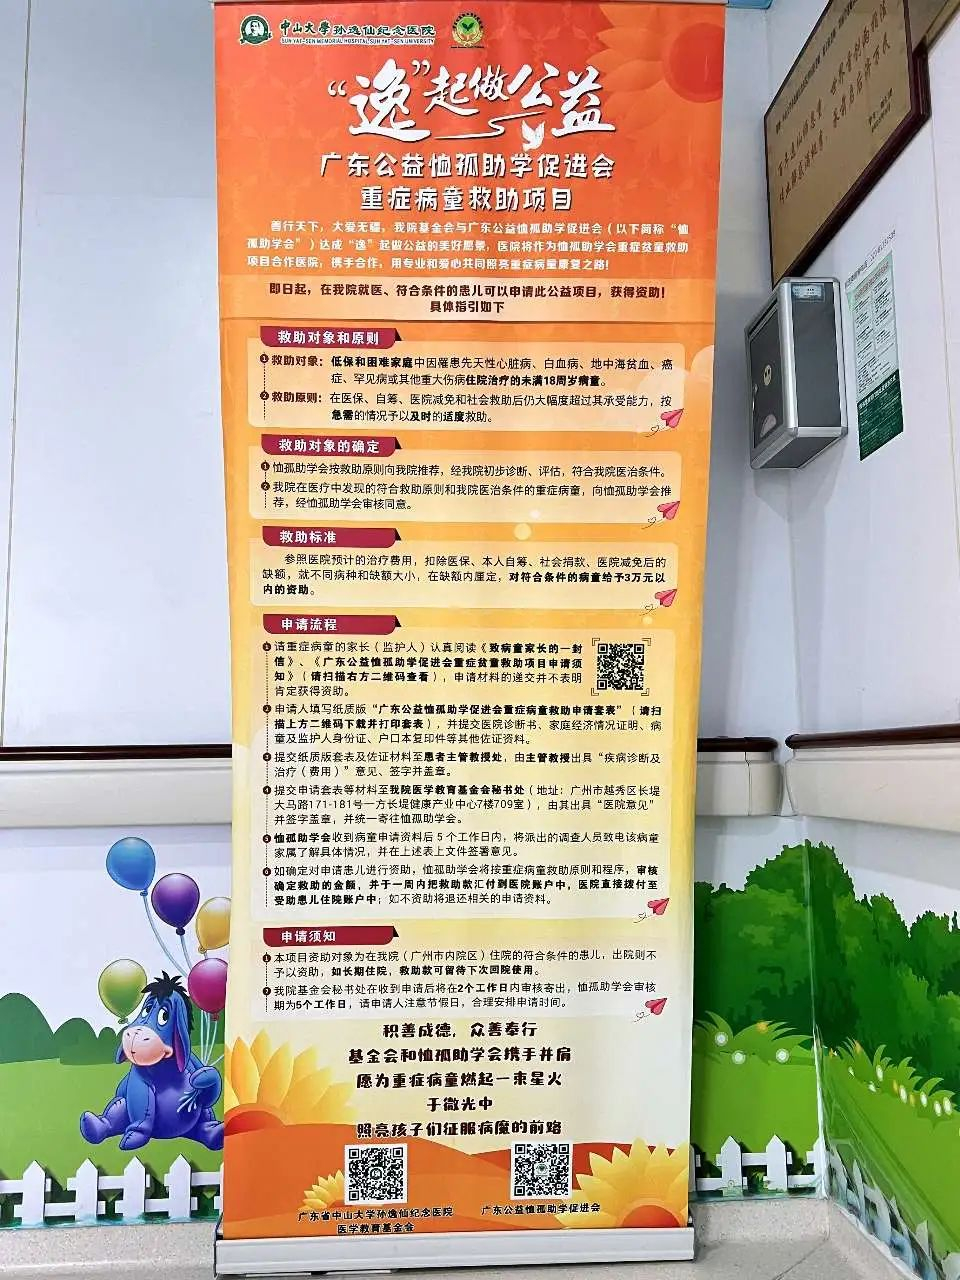 中山大学孙逸仙纪念医院
SUN YAT-SEN MEMORIAL HOSPITAL SUN YAT-SEN UNIVERSITY
“逸”起做公益
广东公益恤孤助学促进会
重症病童救助项目
善行天下，大爱无疆，我院基金会与广东公益恤孤助学促进会（以下简称“恤
孤助学会”）达成“逸”起做公益的美好愿景，医院将作为恤孤助学会重症贫童救助
项目合作医院，携手合作，用专业和爱心共同照亮重症病童康复之路！
即日起，在我院就医、符合条件的患儿可以申请此公益项目，获得资助！
具体指引如下
救助对象和原则
1 救助对象：低保和困难家庭中因罹患先天性心脏病、白血病、地中海贫血、癌
症、罕见病或其他重大伤病住院治疗的未满18周岁病童。
2 救助原则：在医保、自筹、医院减免和社会救助后仍大幅度超过其承受能力，按
急需的情况予以及时的适度救助。
救助对象的确定
1 恤孤助学会按救助原则向我院推荐，经我院初步诊断、评估，符合我院医治条件。
2 我院在医疗中发现的符合救助原则和我院医治条件的重症病童，向恤孤助学会推
荐，经恤孤助学会审核同意。
救助标准
参照医院预计的治疗费用，扣除医保、本人自筹、社会捐款、医院减免后的
缺额，就不同病种和缺额大小，在缺额内厘定，对符合条件的病童给予3万元以
内的资助。
申请流程
1 请重症病童的家长（监护人）认真阅读《致病童家长的一封
信》、《广东公益恤孤助学促进会重症贫童救助项目申请须
知》（请扫描右方二维码查看），申请材料的递交并不表明
肯定获得资助。
2 申请人填写纸质版“广东公益恤孤助学促进会重症病童救助申请套表”（请扫
描上方二维码下载并打印套表），并提交医院诊断书、家庭经济情况证明、病
童及监护人身份证、户口本复印件等其他佐证资料。
3 提交纸质版套表及佐证材料至患者主管教授处，由主管教授出具“疾病诊断及
治疗（费用）”意见、签字并盖章。
4 提交申请套表等材料至我院医学教育基金会秘书处（地址：广州市越秀区长堤
大马路171-181号一方长堤健康产业中心7楼709室），由其出具“医院意见”
并签字盖章，并统一寄往恤孤助学会。
5 恤孤助学会收到病童申请资料后5个工作日内，将派出的调查人员致电该病童
家属了解具体情况，并在上述表上文件签署意见。
6 如确定对申请患儿进行资助，恤孤助学会将按重症病童救助原则和程序，审核
确定救助的金额，并于一周内把救助款汇付到医院账户中，医院直接拨付至
受助患儿住院账户中；如不资助将退还相关的申请资料。
申请须知
1 本项目资助对象为在我院（广州市内院区）住院的符合条件的患儿，出院则不
予以资助，如长期住院，救助款可留待下次回院使用。
2 我院基金会秘书处在收到申请后将在2个工作日内审核寄出，恤孤助学会审核
期为5个工作日，请申请人注意节假日，合理安排申请时间。
积善成德，众善奉行
基金会和恤孤助学会携手并肩
愿为重症病童燃起一束星火
于微光中
照亮孩子们征服病魔的前路
广东省中山大学孙逸仙纪念医院
医学教育基金会
广东公益恤孤助学促进会